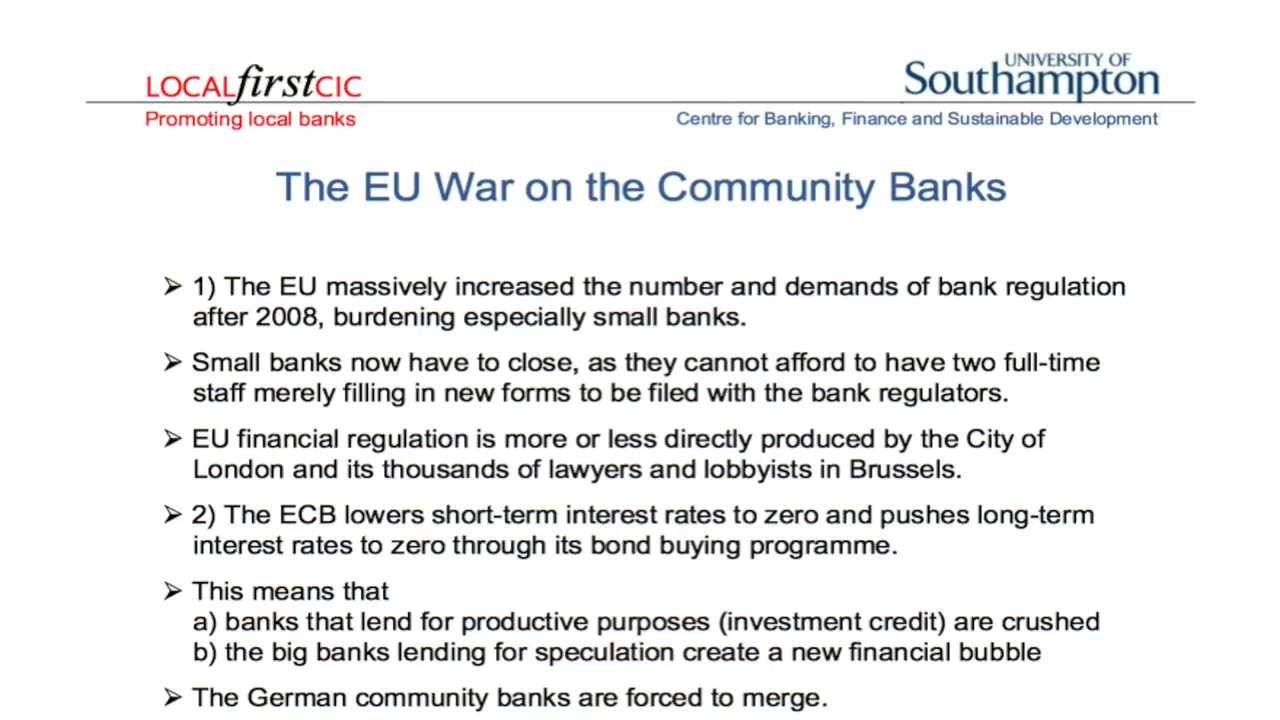 LOCALfirstCIC
UNIVERSITY OF
Southampton
Promoting local banks
Centre for Banking, Finance and Sustainable Development
The EU War on the Community Banks
➢ 1) The EU massively increased the number and demands of bank regulation
after 2008, burdening especially small banks.
➢ Small banks now have to close, as they cannot afford to have two full-time
staff merely filling in new forms to be filed with the bank regulators.
➢ EU financial regulation is more or less directly produced by the City of
London and its thousands of lawyers and lobbyists in Brussels.
➢ 2) The ECB lowers short-term interest rates to zero and pushes long-term
interest rates to zero through its bond buying programme.
➢ This means that
a) banks that lend for productive purposes (investment credit) are crushed
b) the big banks lending for speculation create a new financial bubble
➢ The German community banks are forced to merge.